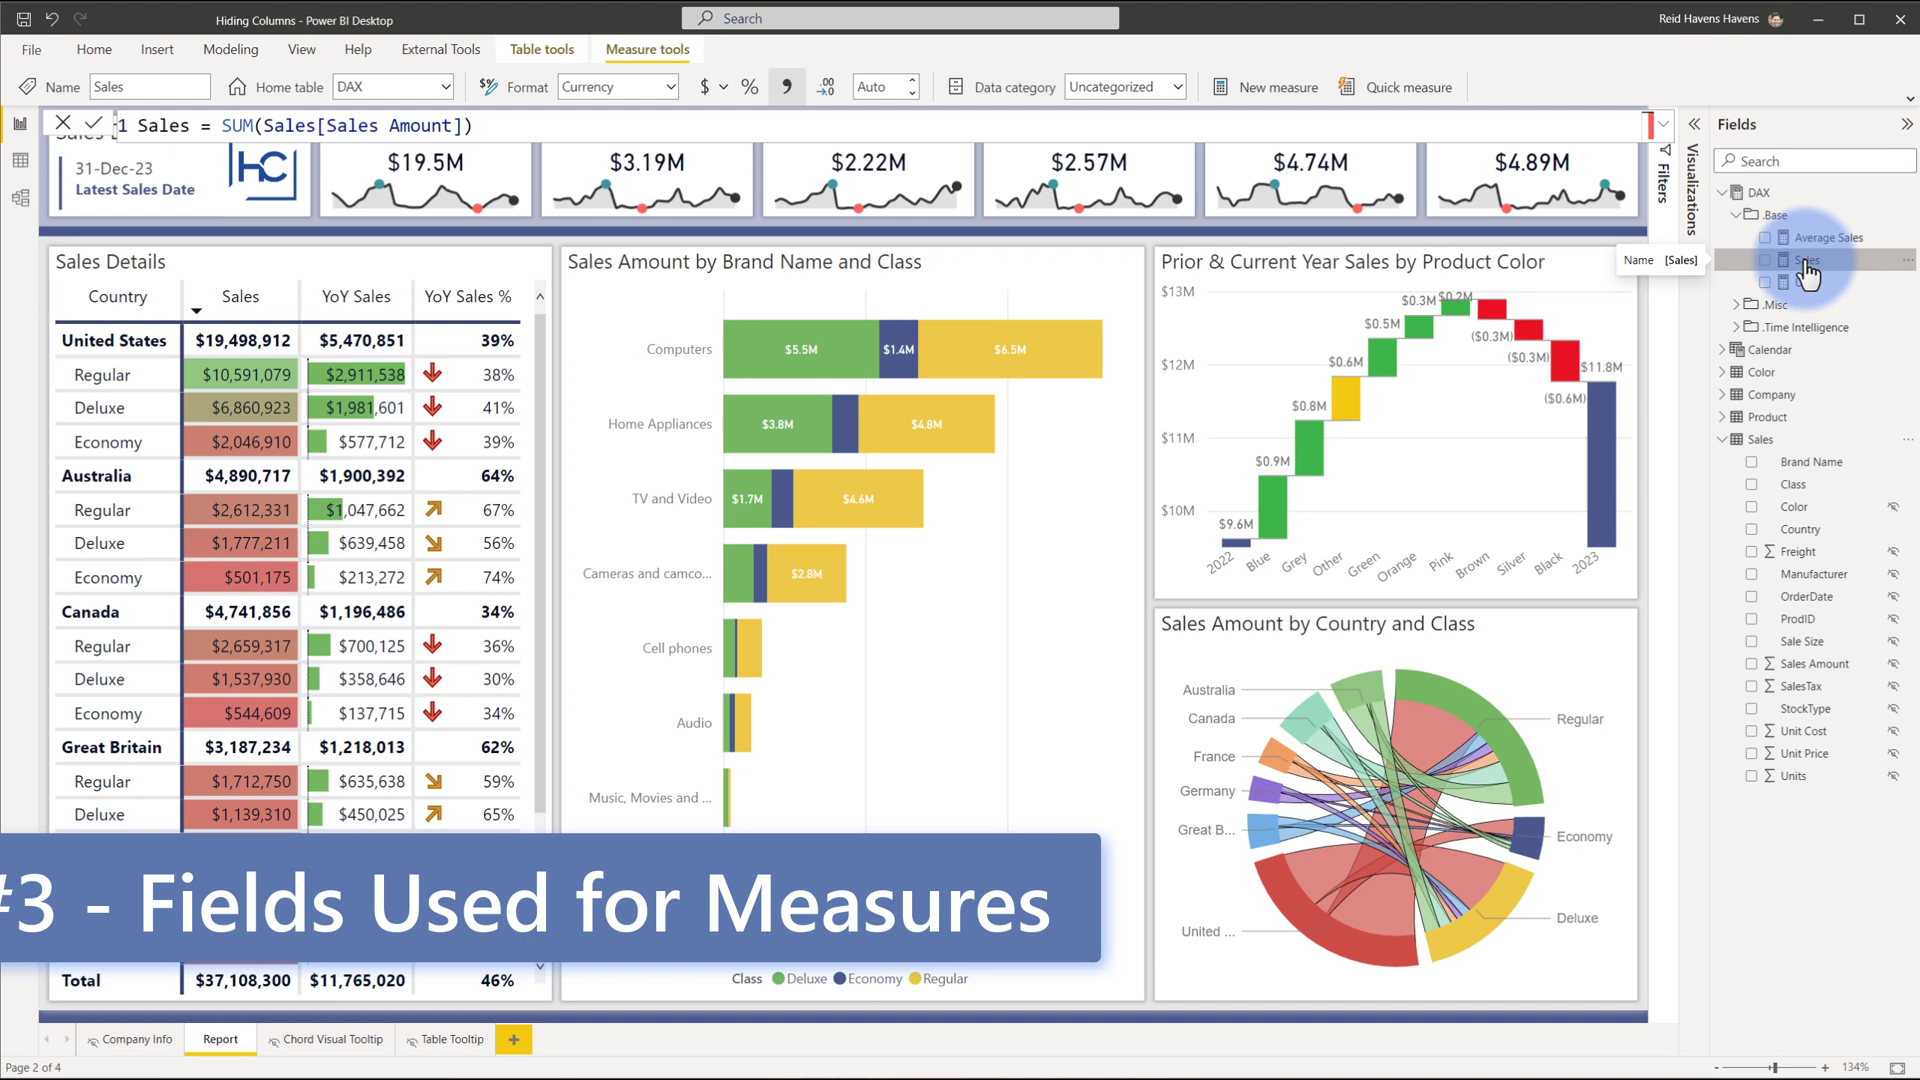 Hiding Columns - Power BI Desktop
Search
Reid Havens Havens
File Home Insert Modeling View Help External Tools Table tools Measure tools
Name Sales Home table DAX Format Currency $ % , .00 Auto Data category Uncategorized New measure Quick measure
1 Sales = SUM(Sales[Sales Amount])
31-Dec-23
Latest Sales Date
HC
$19.5M $3.19M $2.22M $2.57M $4.74M $4.89M
Sales Details
Country Sales YoY Sales YoY Sales %
United States $19,498,912 $5,470,851 39%
Regular $10,591,079 $2,911,538 38%
Deluxe $6,860,923 $1,981,601 41%
Economy $2,046,910 $577,712 39%
Australia $4,890,717 $1,900,392 64%
Regular $2,612,331 $1,047,662 67%
Deluxe $1,777,211 $639,458 56%
Economy $501,175 $213,272 74%
Canada $4,741,856 $1,196,486 34%
Regular $2,659,317 $700,125 36%
Deluxe $1,537,930 $358,646 30%
Economy $544,609 $137,715 34%
Great Britain $3,187,234 $1,218,013 62%
Regular $1,712,750 $635,638 59%
Deluxe $1,139,310 $450,025 65%
Total $37,108,300 $11,765,020 46%
Sales Amount by Brand Name and Class
Computers $5.5M $1.4M $6.5M
Home Appliances $3.8M $4.8M
TV and Video $1.7M $4.6M
Cameras and camco... $2.8M
Cell phones
Audio
Music, Movies and ...
Class Deluxe Economy Regular
Prior & Current Year Sales by Product Color
$13M
$12M
$11M
$10M
$9.6M
$0.9M
$0.8M
$0.6M
$0.5M
$0.3M
$0.2M
($0.3M)
($0.3M)
($0.6M)
$11.8M
2022 Blue Grey Other Green Orange Pink Brown Silver Black 2023
Sales Amount by Country and Class
Australia
Canada
France
Germany
Great B...
United ...
Regular
Economy
Deluxe
#3 - Fields Used for Measures
Filters
Visualizations
Name [Sales]
Fields
Search
DAX
.Base
Average Sales
Sales
.Misc
.Time Intelligence
Calendar
Color
Company
Product
Sales
Brand Name
Class
Color
Country
Freight
Manufacturer
OrderDate
ProdID
Sale Size
Sales Amount
SalesTax
StockType
Unit Cost
Unit Price
Units
Company Info Report Chord Visual Tooltip Table Tooltip +
Page 2 of 4
- + 134%